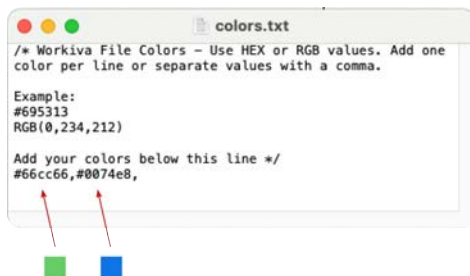 colors.txt
/* Workiva File Colors – Use HEX or RGB values. Add one
color per line or separate values with a comma.
Example:
#695313
RGB(0,234,212)
Add your colors below this line */
#66cc66,#0074e8,